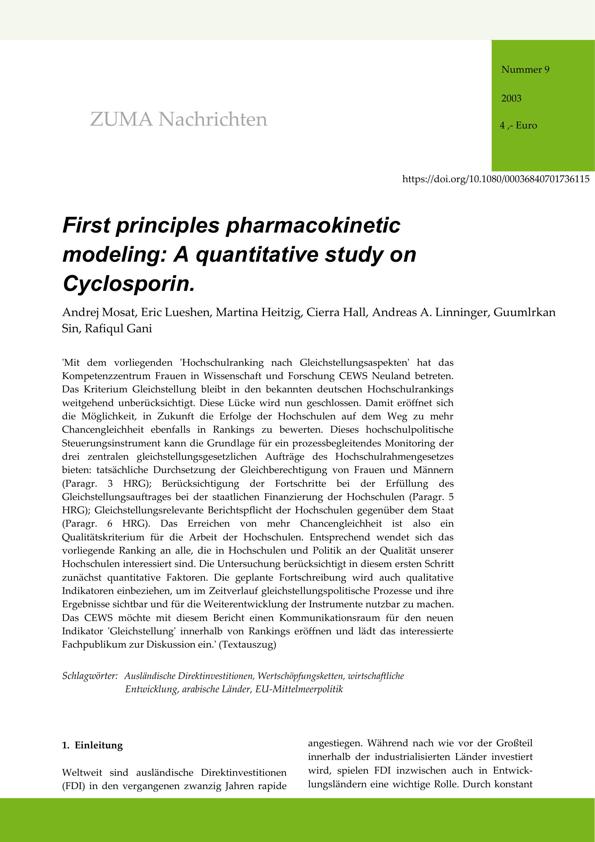 Nummer 9
2003
4 ,- Euro
ZUMA Nachrichten
https://doi.org/10.1080/00036840701736115
First principles pharmacokinetic
modeling: A quantitative study on
Cyclosporin.
Andrej Mosat, Eric Lueshen, Martina Heitzig, Cierra Hall, Andreas A. Linninger, Guumlrkan
Sin, Rafiqul Gani
'Mit dem vorliegenden 'Hochschulranking nach Gleichstellungsaspekten' hat das
Kompetenzzentrum Frauen in Wissenschaft und Forschung CEWS Neuland betreten.
Das Kriterium Gleichstellung bleibt in den bekannten deutschen Hochschulrankings
weitgehend unberücksichtigt. Diese Lücke wird nun geschlossen. Damit eröffnet sich
die Möglichkeit, in Zukunft die Erfolge der Hochschulen auf dem Weg zu mehr
Chancengleichheit ebenfalls in Rankings zu bewerten. Dieses hochschulpolitische
Steuerungsinstrument kann die Grundlage für ein prozessbegleitendes Monitoring der
drei zentralen gleichstellungsgesetzlichen Aufträge des Hochschulrahmengesetzes
bieten: tatsächliche Durchsetzung der Gleichberechtigung von Frauen und Männern
(Paragr. 3 HRG); Berücksichtigung der Fortschritte bei der Erfüllung des
Gleichstellungsauftrages bei der staatlichen Finanzierung der Hochschulen (Paragr. 5
HRG); Gleichstellungsrelevante Berichtspflicht der Hochschulen gegenüber dem Staat
(Paragr. 6 HRG). Das Erreichen von mehr Chancengleichheit ist also ein
Qualitätskriterium für die Arbeit der Hochschulen. Entsprechend wendet sich das
vorliegende Ranking an alle, die in Hochschulen und Politik an der Qualität unserer
Hochschulen interessiert sind. Die Untersuchung berücksichtigt in diesem ersten Schritt
zunächst quantitative Faktoren. Die geplante Fortschreibung wird auch qualitative
Indikatoren einbeziehen, um im Zeitverlauf gleichstellungspolitische Prozesse und ihre
Ergebnisse sichtbar und für die Weiterentwicklung der Instrumente nutzbar zu machen.
Das CEWS möchte mit diesem Bericht einen Kommunikationsraum für den neuen
Indikator 'Gleichstellung' innerhalb von Rankings eröffnen und lädt das interessierte
Fachpublikum zur Diskussion ein.' (Textauszug)
Schlagwörter: Ausländische Direktinvestitionen, Wertschöpfungsketten, wirtschaftliche
Entwicklung, arabische Länder, EU-Mittelmeerpolitik
1. Einleitung
Weltweit sind ausländische Direktinvestitionen
(FDI) in den vergangenen zwanzig Jahren rapide
angestiegen. Während nach wie vor der Großteil
innerhalb der industrialisierten Länder investiert
wird, spielen FDI inzwischen auch in Entwick-
lungsländern eine wichtige Rolle. Durch konstant